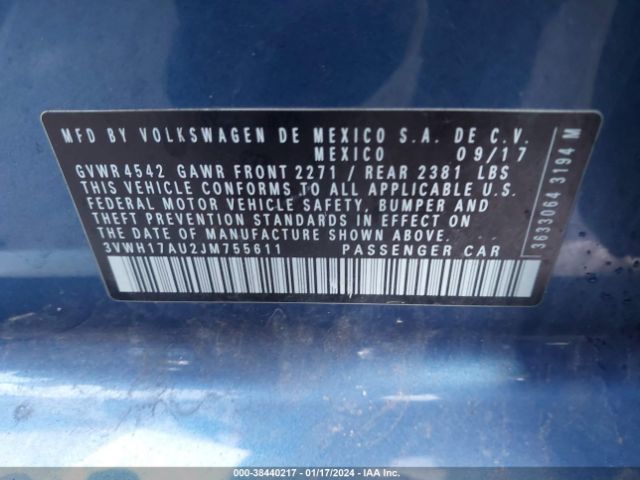 MFD BY VOLKSWAGEN DE MEXICO S.A. DE C.V.
MEXICO 09/17
GVWR 4542 GAWR FRONT 2271 / REAR 2381 LBS
THIS VEHICLE CONFORMS TO ALL APPLICABLE U.S.
FEDERAL MOTOR VEHICLE SAFETY, BUMPER AND
THEFT PREVENTION STANDARDS IN EFFECT ON
THE DATE OF MANUFACTURE SHOWN ABOVE.
3VWH17AU2JM755611 PASSENGER CAR
3633064 3194 M
000-38440217 - 01/17/2024 - IAA Inc.